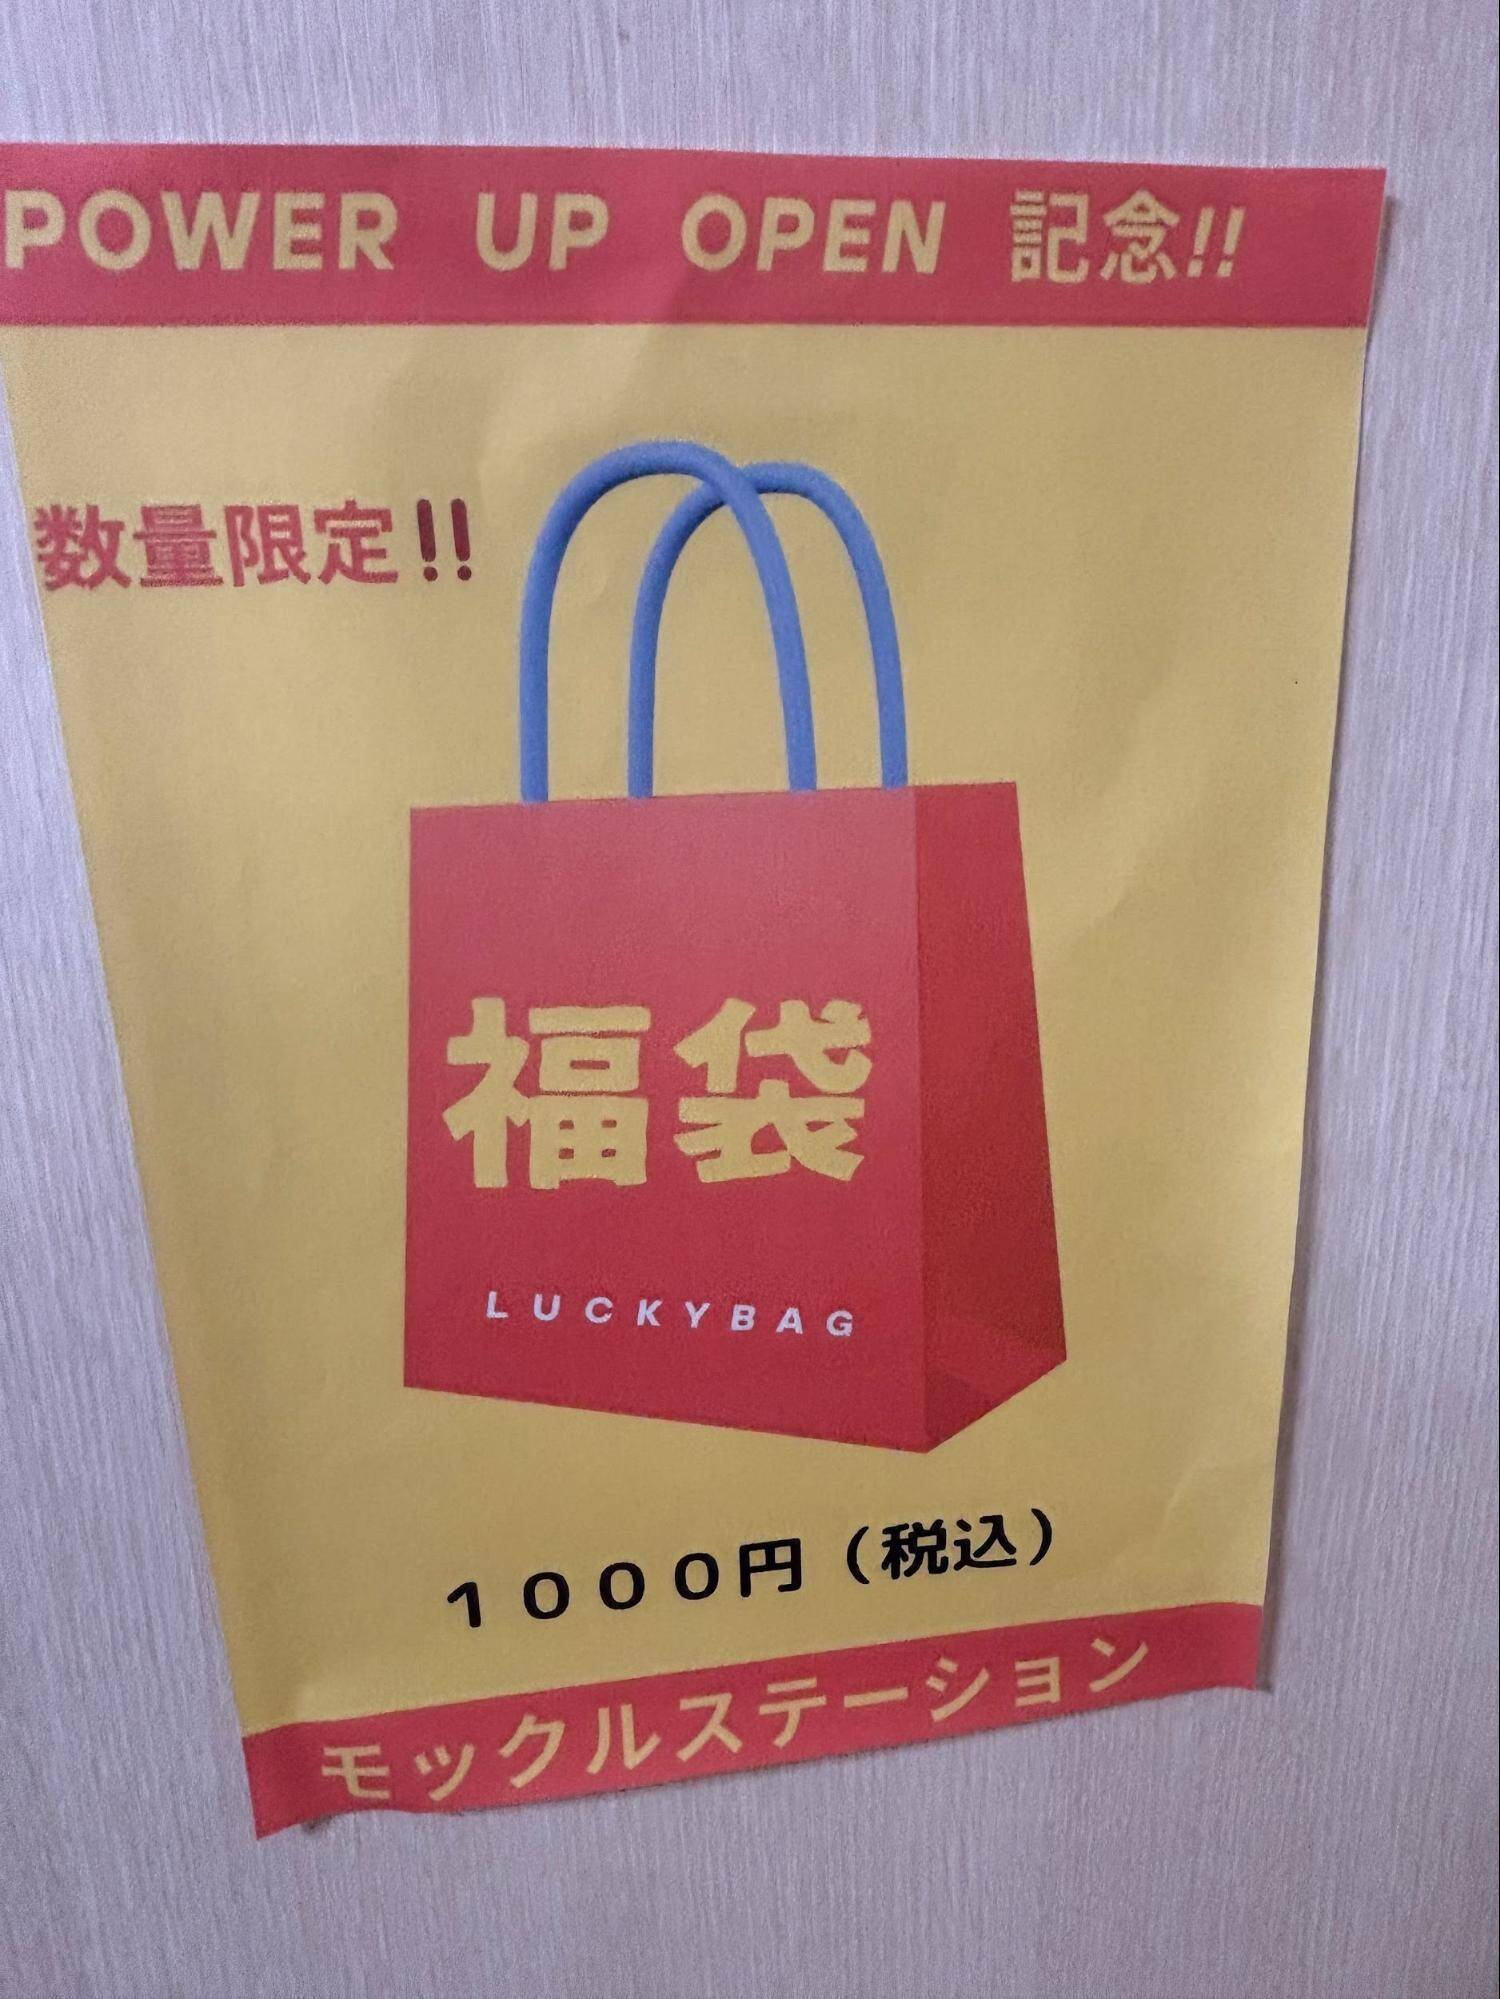 POWER UP OPEN 記念!!
数量限定!!
福袋
LUCKYBAG
1000円（税込）
モックルステーション